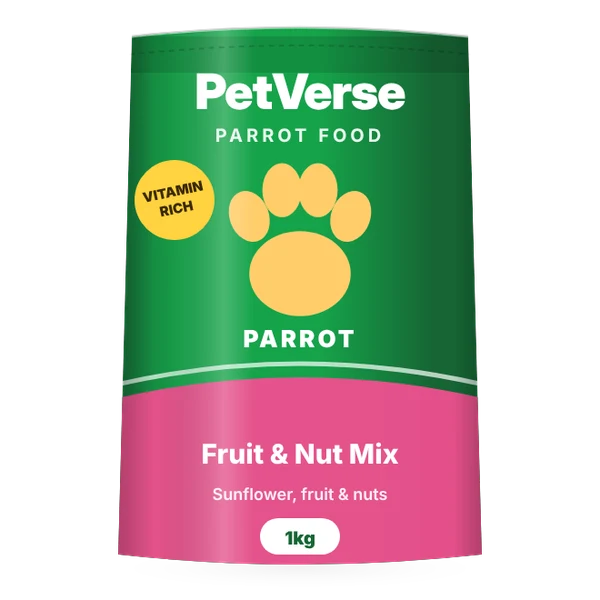 PetVerse
PARROT FOOD
VITAMIN
RICH
PARROT
Fruit & Nut Mix
Sunflower, fruit & nuts
1kg